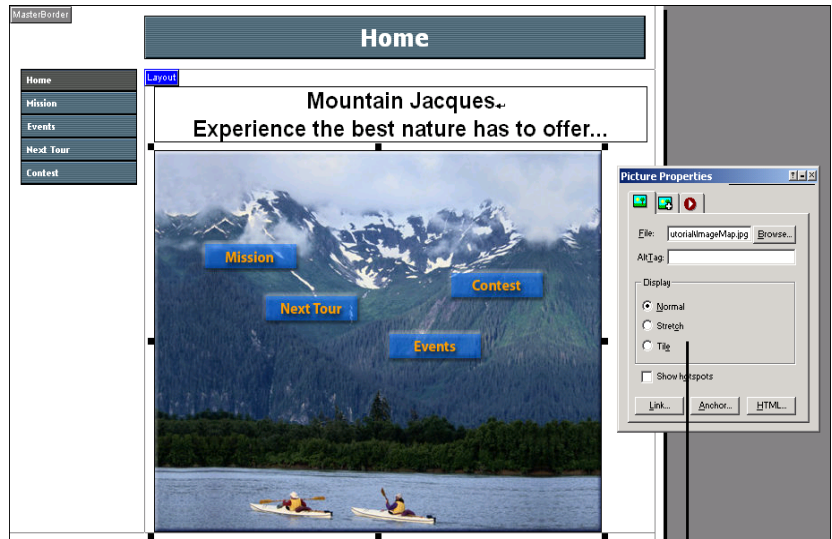 MasterBorder
Home
Home
Mission
Events
Next Tour
Contest
Layout
Mountain Jacques
Experience the best nature has to offer...
Mission
Contest
Next Tour
Events
Picture Properties
File: utorial\ImageMap.jpg Browse...
AltTag:
Display
Normal
Stretch
Tile
Show hotspots
Link... Anchor... HTML...